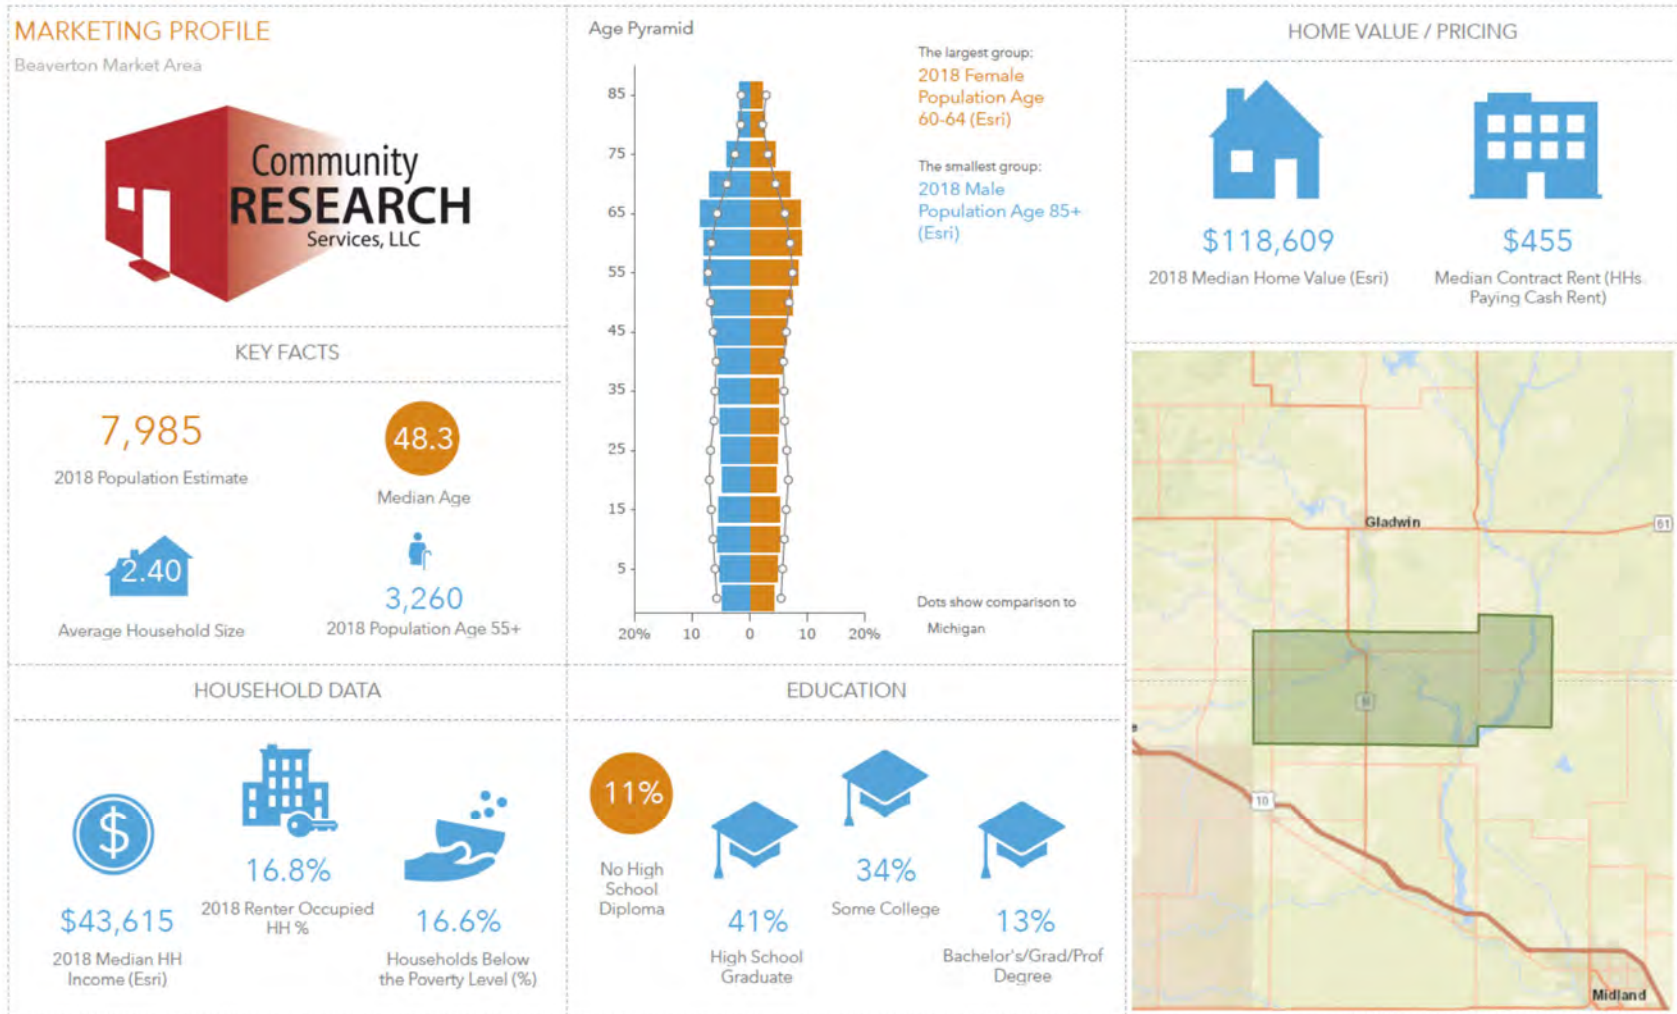 MARKETING PROFILE
Beaverton Market Area
Community
RESEARCH
Services, LLC
KEY FACTS
7,985
2018 Population Estimate
48.3
Median Age
2.40
Average Household Size
3,260
2018 Population Age 55+
Age Pyramid
85
75
65
55
45
35
25
15
5
20%
10
0
10
20%
The largest group:
2018 Female
Population Age
60-64 (Esri)
The smallest group:
2018 Male
Population Age 85+
(Esri)
Dots show comparison to
Michigan
HOME VALUE / PRICING
$118,609
2018 Median Home Value (Esri)
$455
Median Contract Rent (HHs
Paying Cash Rent)
Gladwin
61
10
Midland
HOUSEHOLD DATA
$43,615
2018 Median HH
Income (Esri)
16.8%
2018 Renter Occupied
HH %
16.6%
Households Below
the Poverty Level (%)
EDUCATION
11%
No High
School
Diploma
41%
High School
Graduate
34%
Some College
13%
Bachelor's/Grad/Prof
Degree